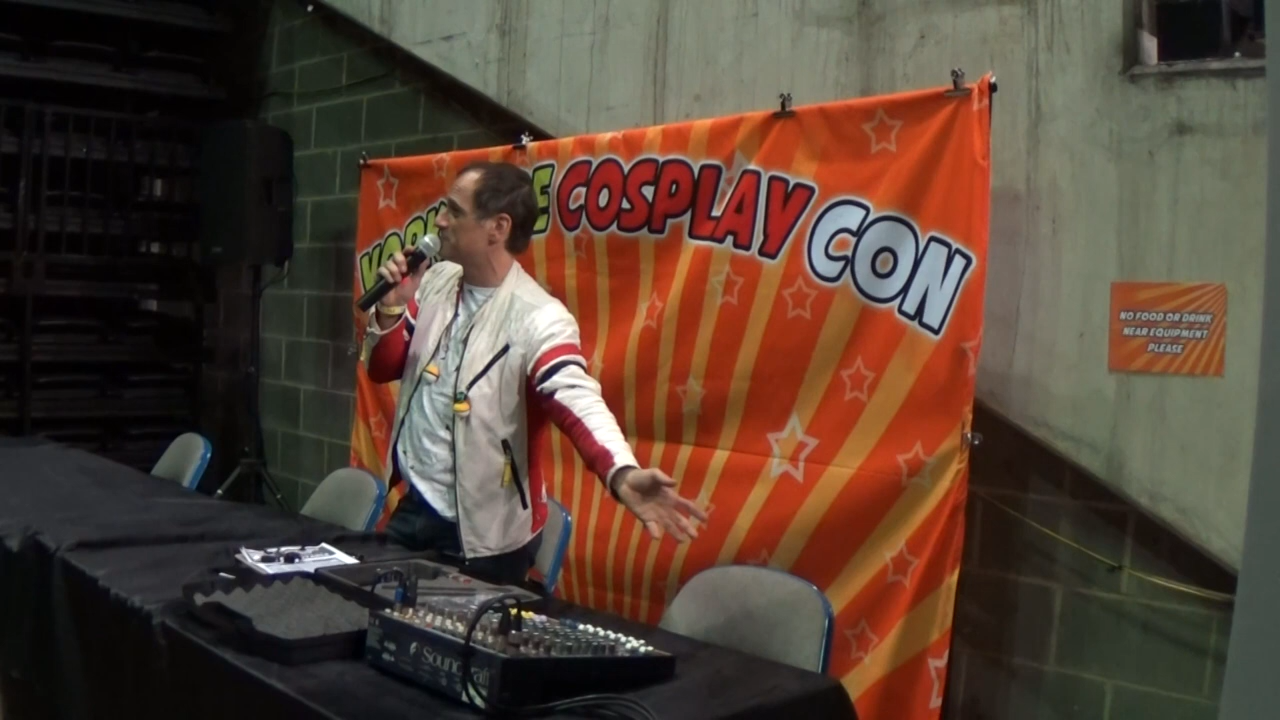 COSPLAY CON
NO FOOD OR DRINK
NEAR EQUIPMENT
PLEASE